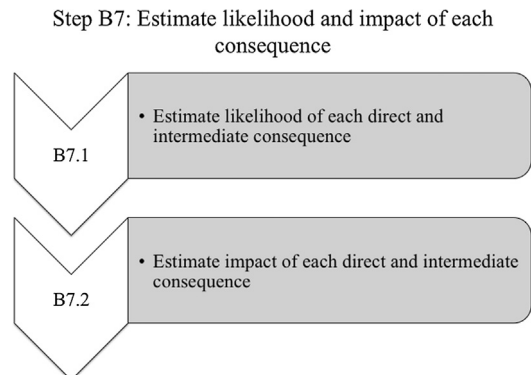 Step B7: Estimate likelihood and impact of each
consequence
B7.1
• Estimate likelihood of each direct and
intermediate consequence
B7.2
• Estimate impact of each direct and intermediate
consequence